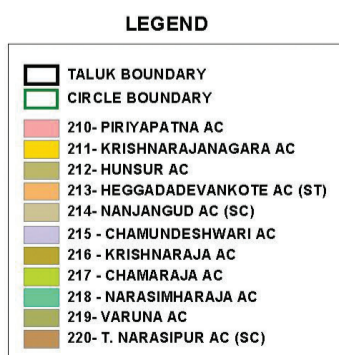 LEGEND
TALUK BOUNDARY
CIRCLE BOUNDARY
210- PIRIYAPATNA AC
211- KRISHNARAJANAGARA AC
212- HUNSUR AC
213- HEGGADADEVANKOTE AC (ST)
214- NANJANGUD AC (SC)
215 - CHAMUNDESHWARI AC
216 - KRISHNARAJA AC
217 - CHAMARAJA AC
218 - NARASIMHARAJA AC
219- VARUNA AC
220- T. NARASIPUR AC (SC)